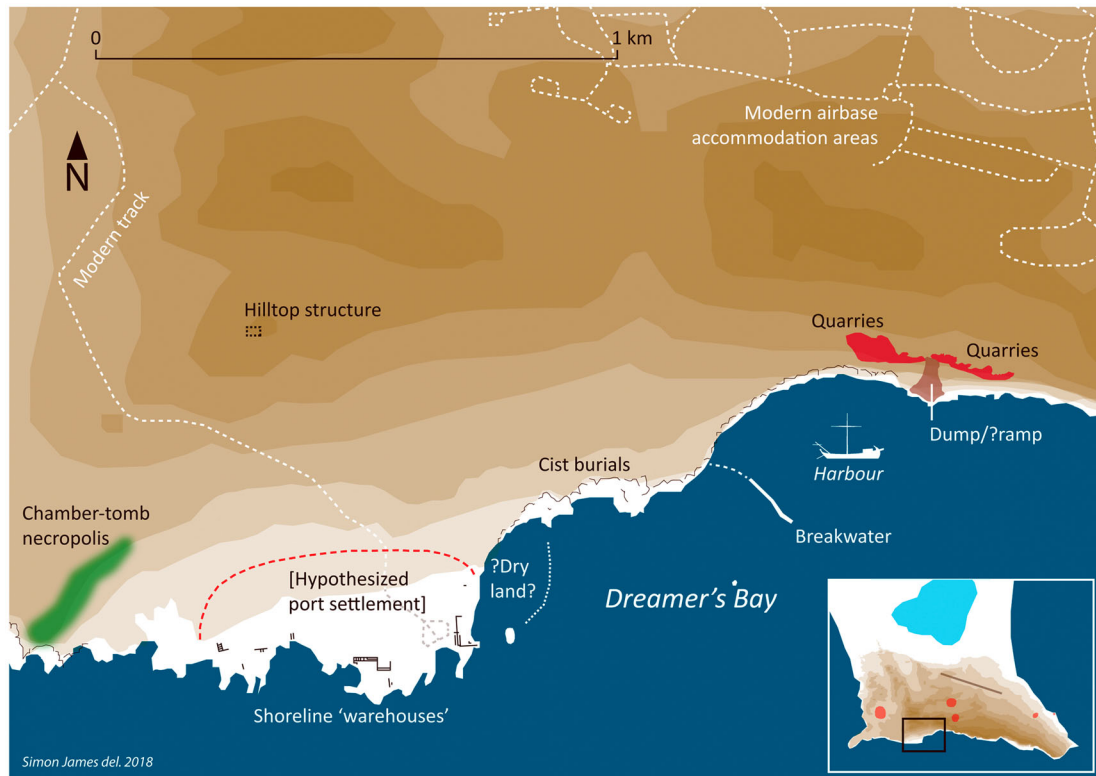 0
1 km
Modern airbase
accommodation areas
N
Modern track
Hilltop structure
Quarries
Quarries
Dump/?ramp
Harbour
Cist burials
Breakwater
Chamber-tomb
necropolis
[Hypothesized
port settlement]
?Dry
land?
Dreamer's Bay
Shoreline 'warehouses'
Simon James del. 2018